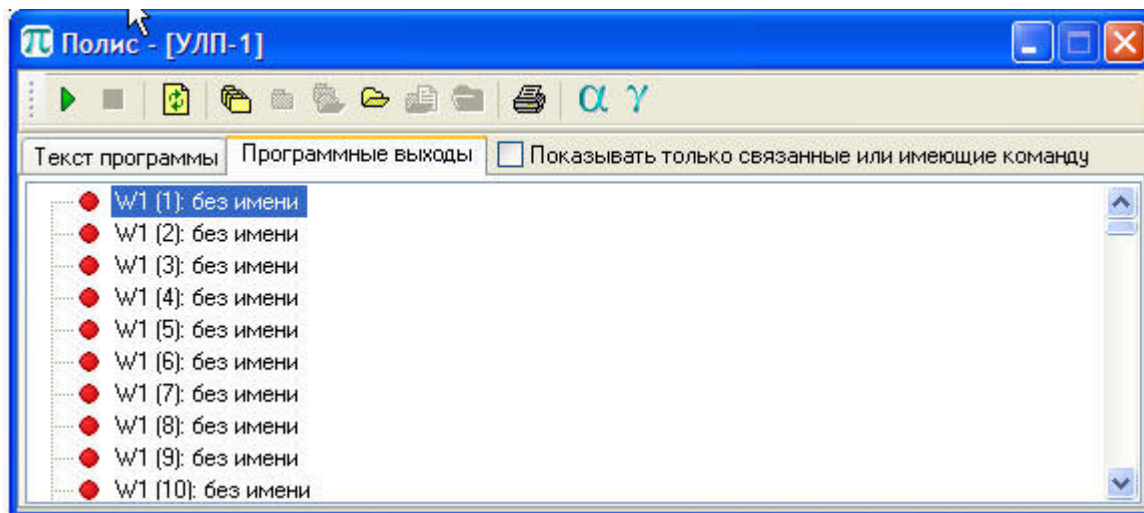 π Полис - [УЛП-1]
α γ
Текст программы Программные выходы Показывать только связанные или имеющие команду
W1 (1): без имени
W1 (2): без имени
W1 (3): без имени
W1 (4): без имени
W1 (5): без имени
W1 (6): без имени
W1 (7): без имени
W1 (8): без имени
W1 (9): без имени
W1 (10): без имени